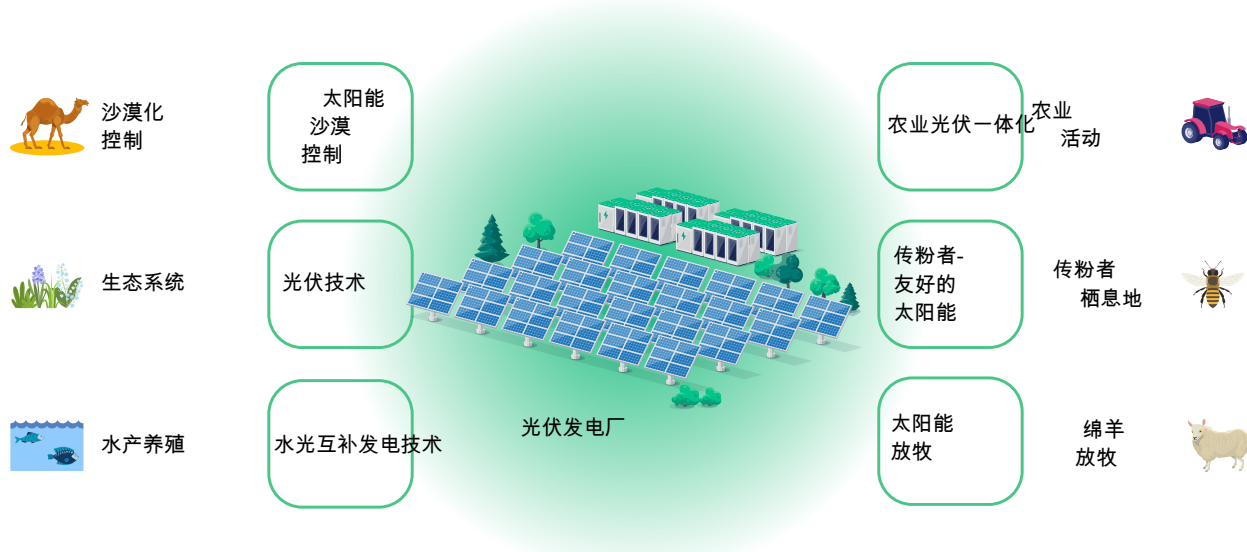 沙漠化
控制
太阳能
沙漠
控制
农业光伏一体化
农业
活动
生态系统
光伏技术
传粉者-
友好的
太阳能
传粉者
栖息地
水产养殖
水光互补发电技术
光伏发电厂
太阳能
放牧
绵羊
放牧